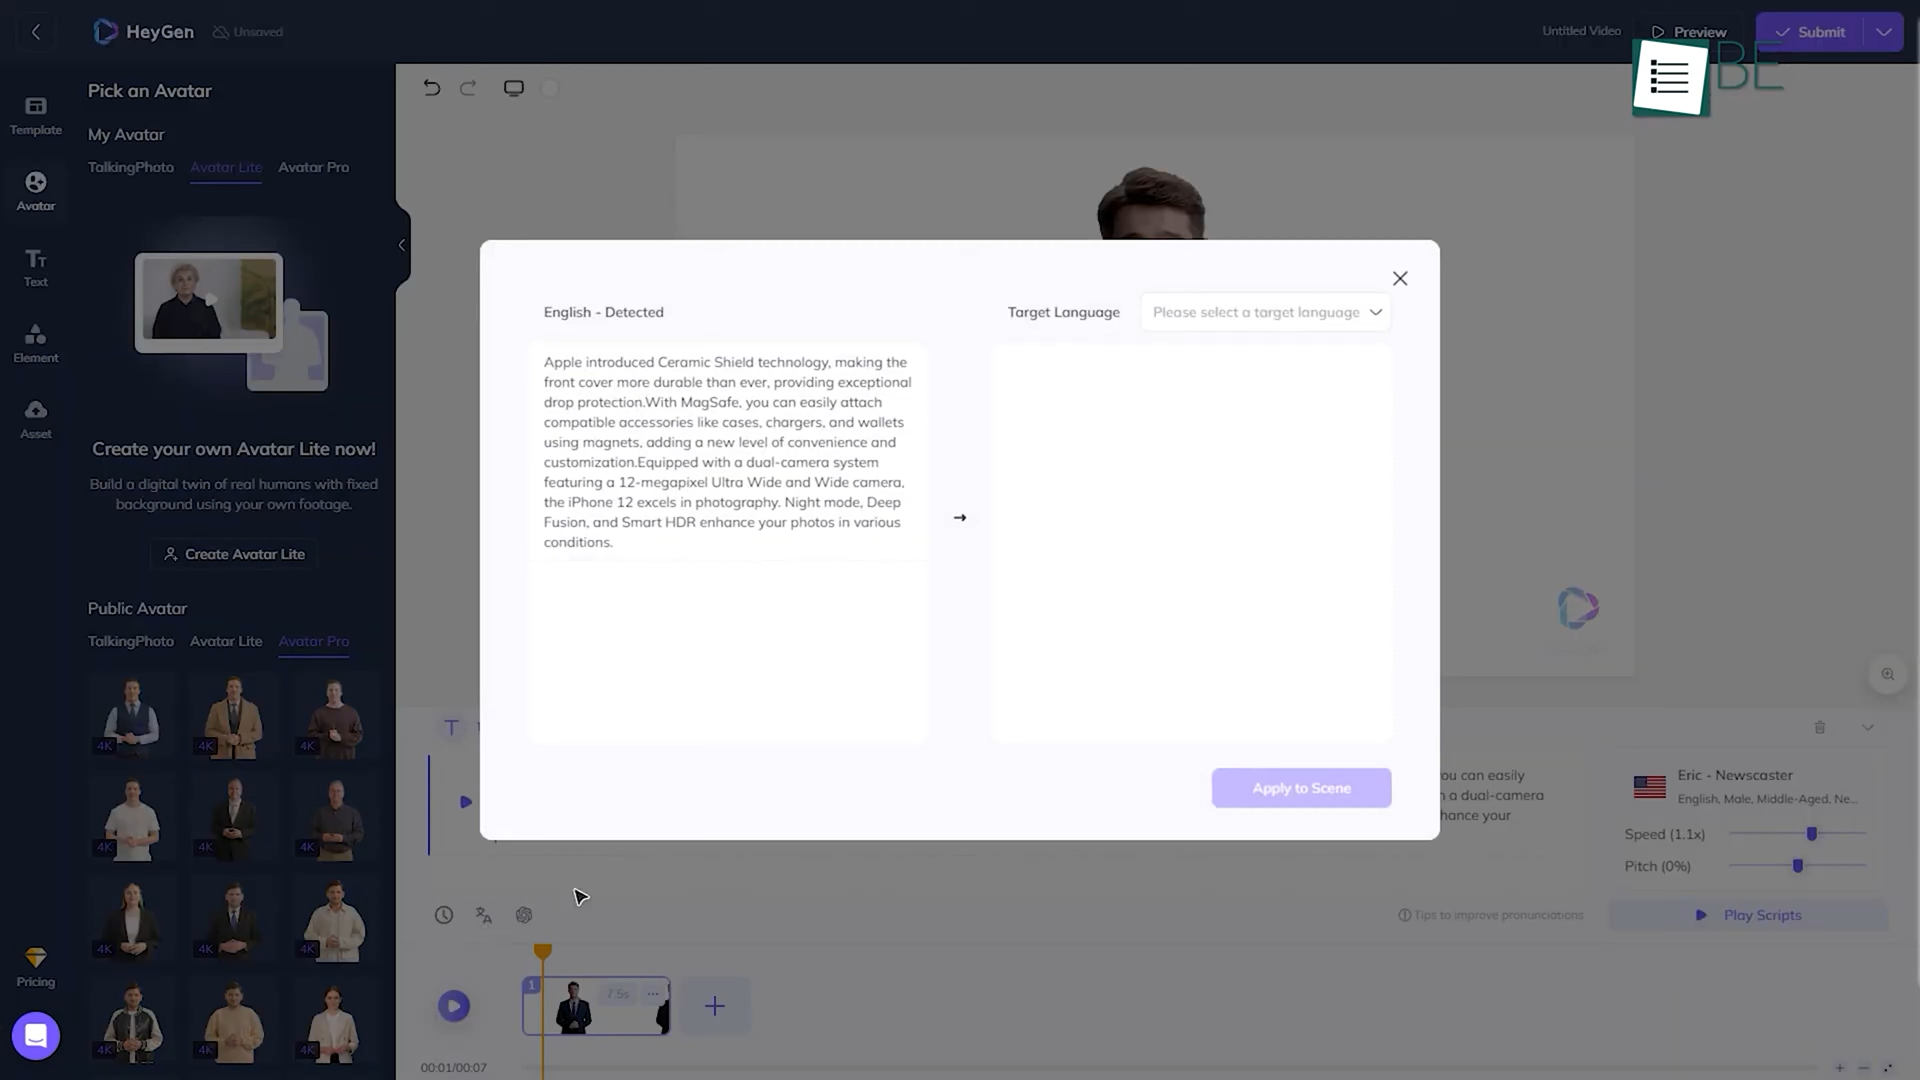 HeyGen
Unsaved
Untitled Video
Preview
Submit
BE
Pick an Avatar
My Avatar
TalkingPhoto
Avatar Lite
Avatar Pro
Template
Avatar
Text
Element
Asset
Create your own Avatar Lite now!
Build a digital twin of real humans with fixed
background using your own footage.
Create Avatar Lite
Public Avatar
TalkingPhoto
Avatar Lite
Avatar Pro
4K
4K
4K
4K
4K
4K
4K
4K
4K
4K
4K
4K
Pricing
English - Detected
Target Language
Please select a target language
Apple introduced Ceramic Shield technology, making the
front cover more durable than ever, providing exceptional
drop protection.With MagSafe, you can easily attach
compatible accessories like cases, chargers, and wallets
using magnets, adding a new level of convenience and
customization.Equipped with a dual-camera system
featuring a 12-megapixel Ultra Wide and Wide camera,
the iPhone 12 excels in photography. Night mode, Deep
Fusion, and Smart HDR enhance your photos in various
conditions.
Apply to Scene
ou can easily
a dual-camera
hance your
Eric - Newscaster
English, Male, Middle-Aged, Ne...
Speed (1.1x)
Pitch (0%)
Tips to improve pronunciations
Play Scripts
1
7.5s
00:01/00:07